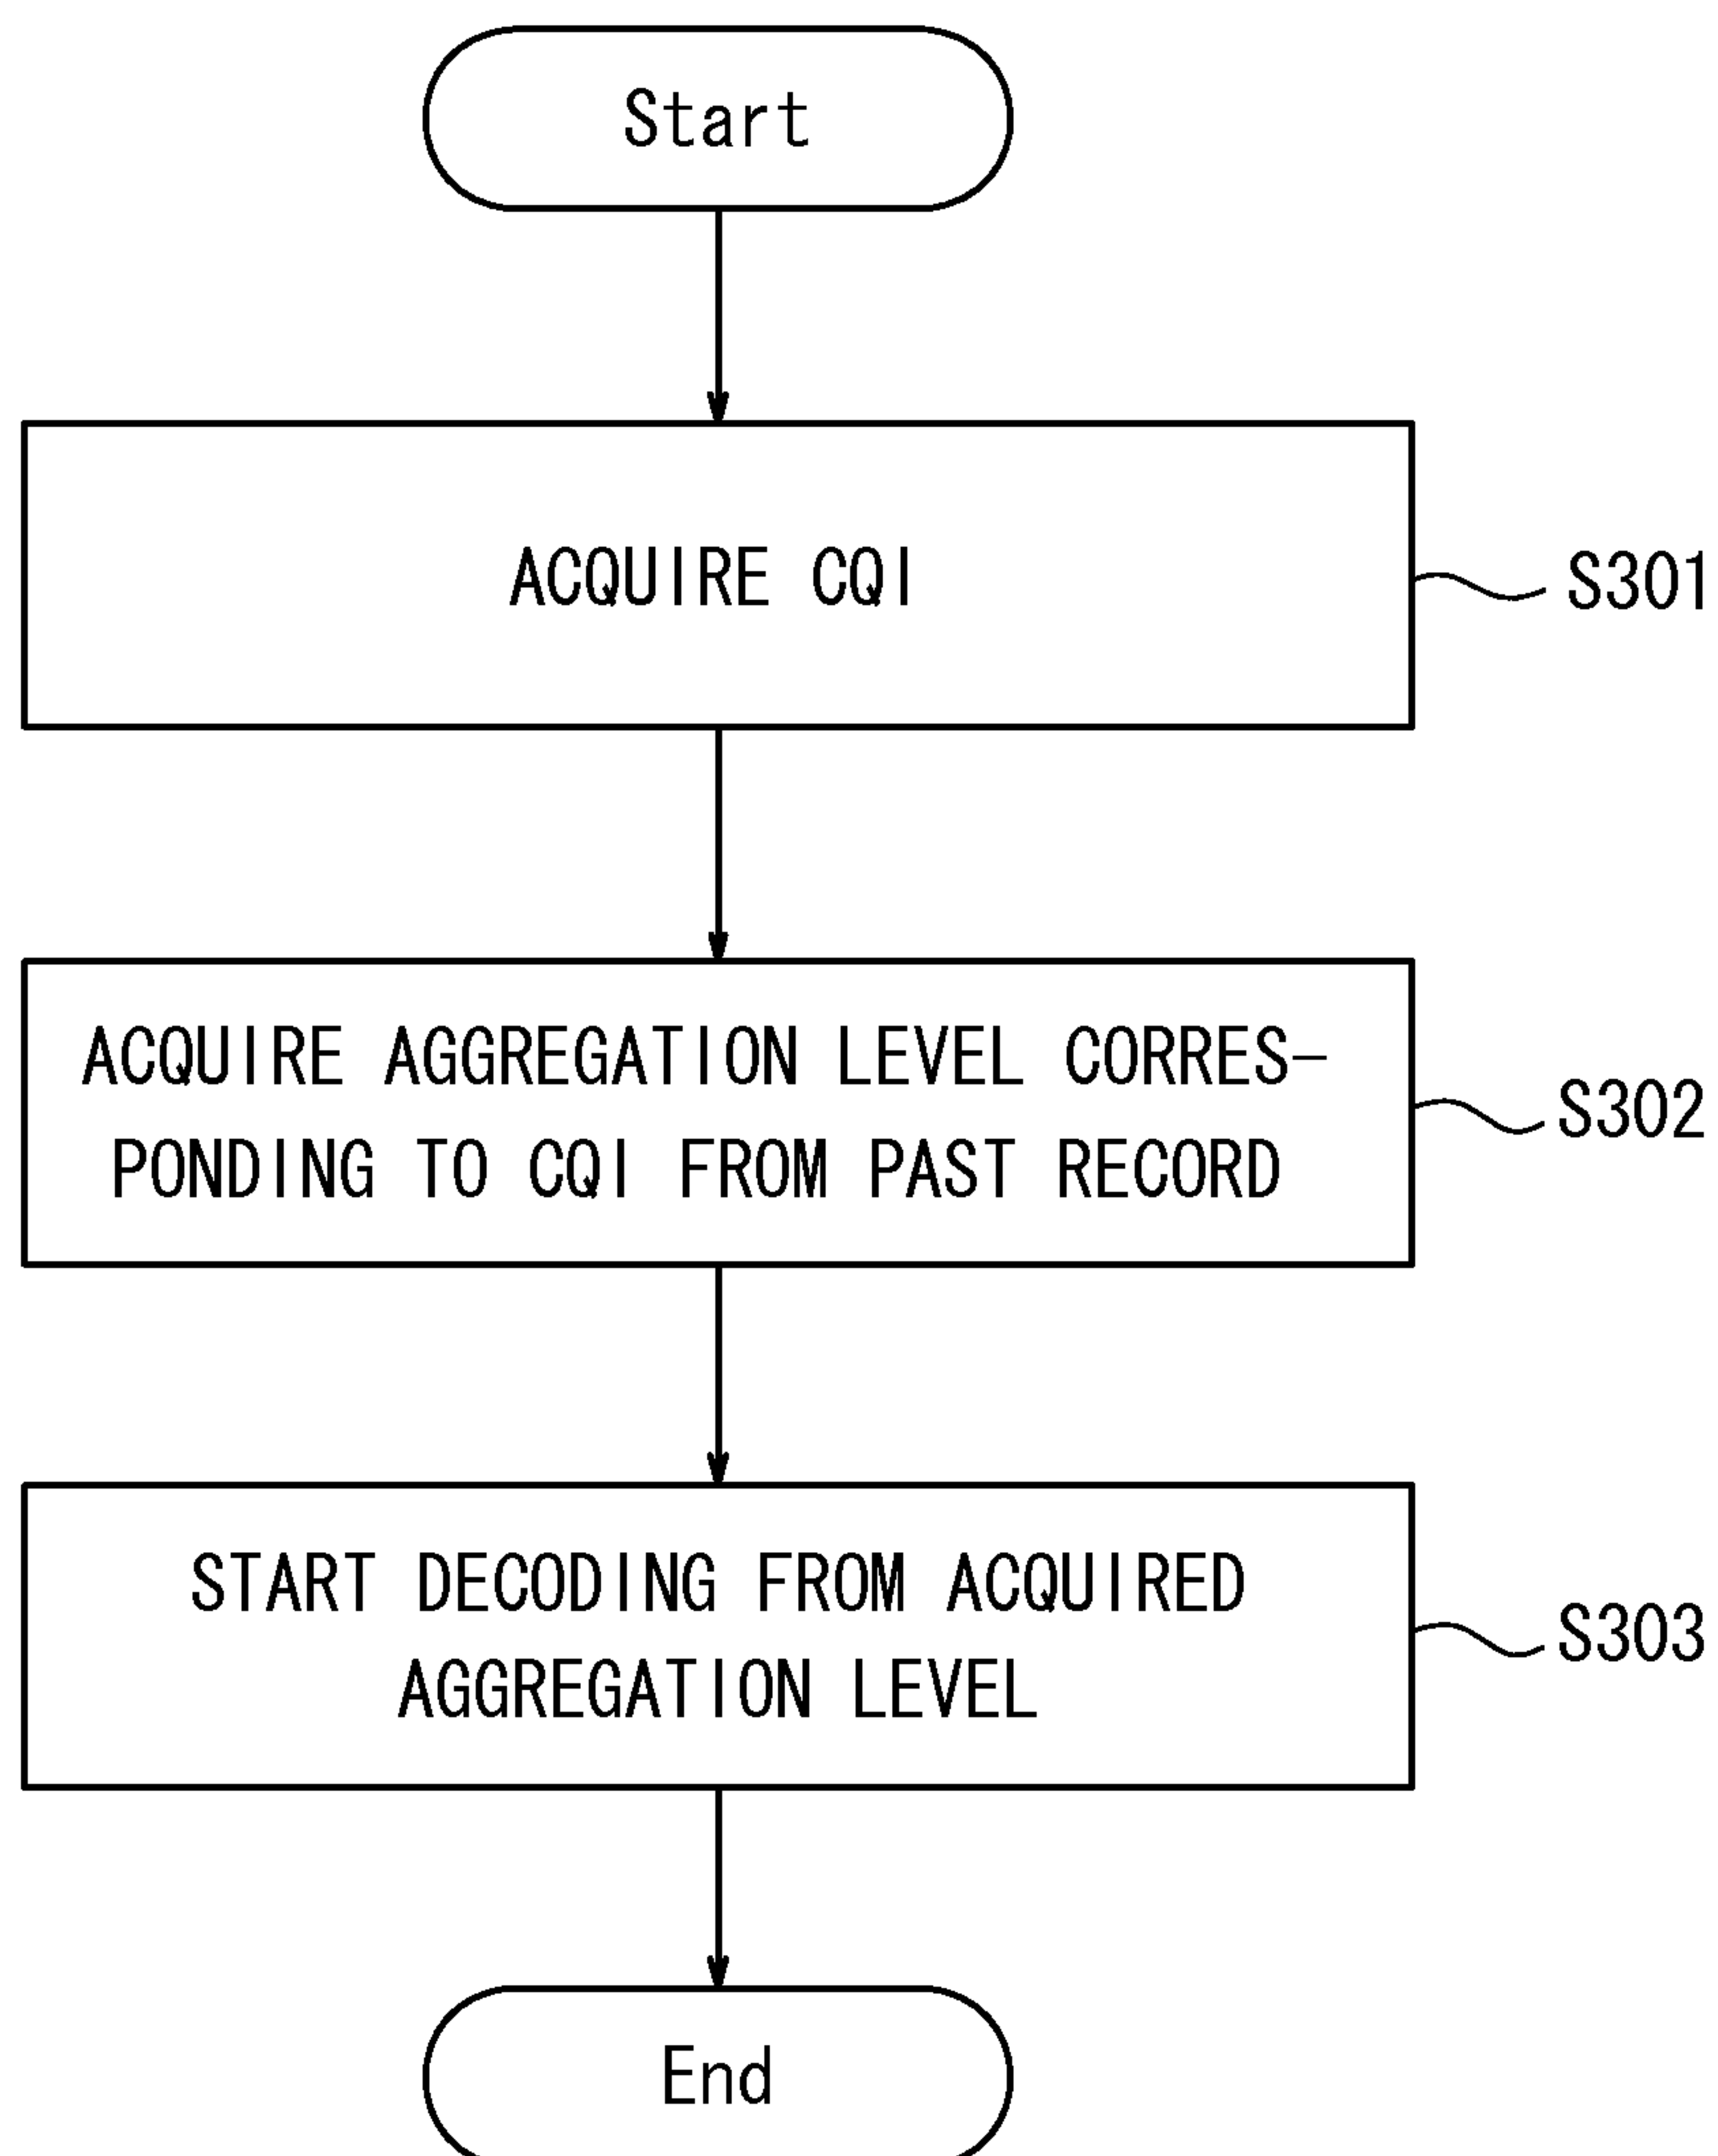 Start
ACQUIRE CQI
S301
ACQUIRE AGGREGATION LEVEL CORRES-
PONDING TO CQI FROM PAST RECORD
S302
START DECODING FROM ACQUIRED
AGGREGATION LEVEL
S303
End